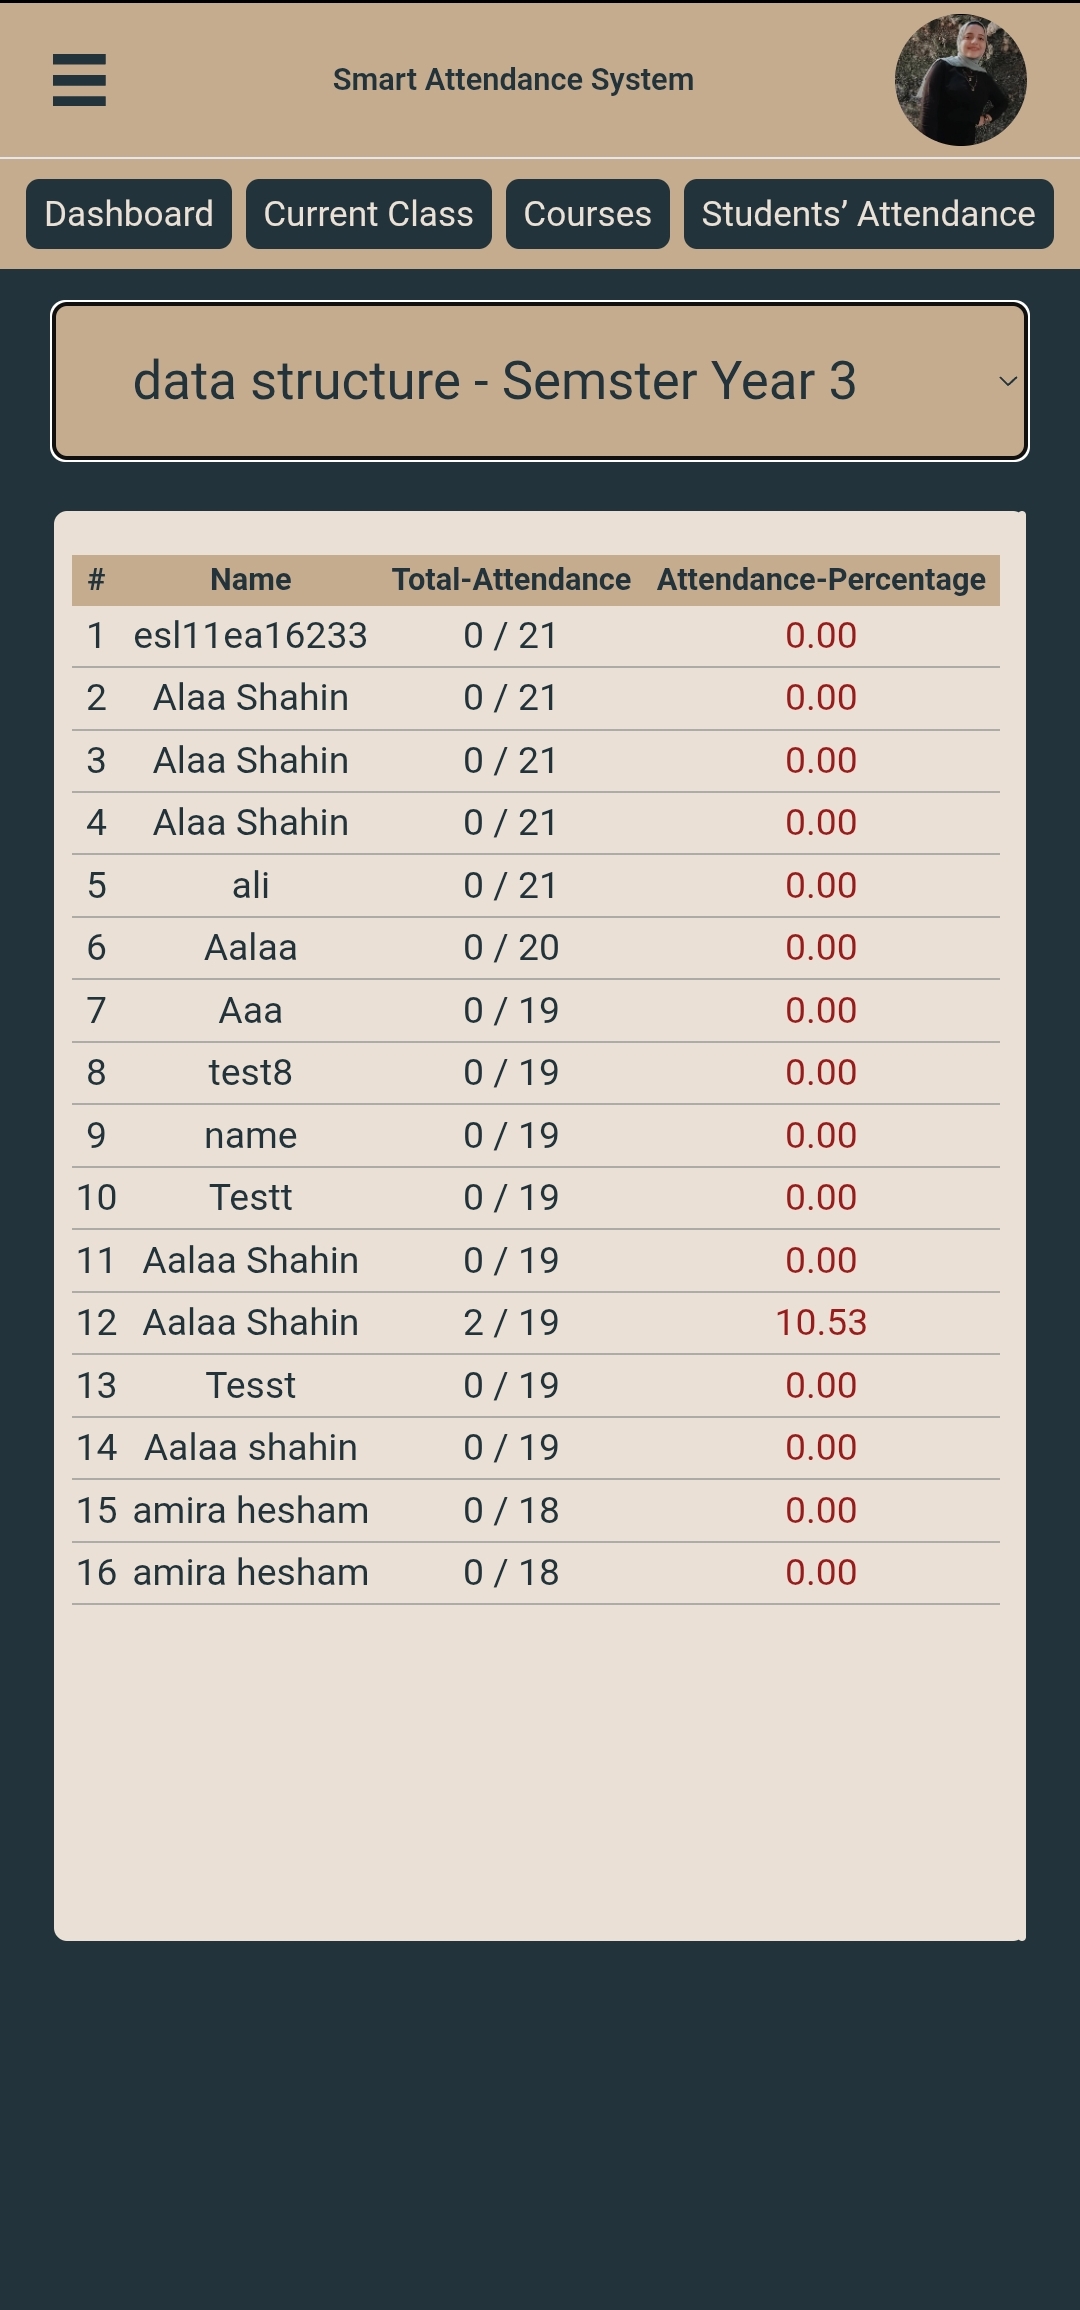 Smart Attendance System
Dashboard Current Class Courses Students’ Attendance
data structure - Semster Year 3
# Name Total-Attendance Attendance-Percentage
1 esl11ea16233 0 / 21 0.00
2 Alaa Shahin 0 / 21 0.00
3 Alaa Shahin 0 / 21 0.00
4 Alaa Shahin 0 / 21 0.00
5 ali 0 / 21 0.00
6 Aalaa 0 / 20 0.00
7 Aaa 0 / 19 0.00
8 test8 0 / 19 0.00
9 name 0 / 19 0.00
10 Testt 0 / 19 0.00
11 Aalaa Shahin 0 / 19 0.00
12 Aalaa Shahin 2 / 19 10.53
13 Tesst 0 / 19 0.00
14 Aalaa shahin 0 / 19 0.00
15 amira hesham 0 / 18 0.00
16 amira hesham 0 / 18 0.00